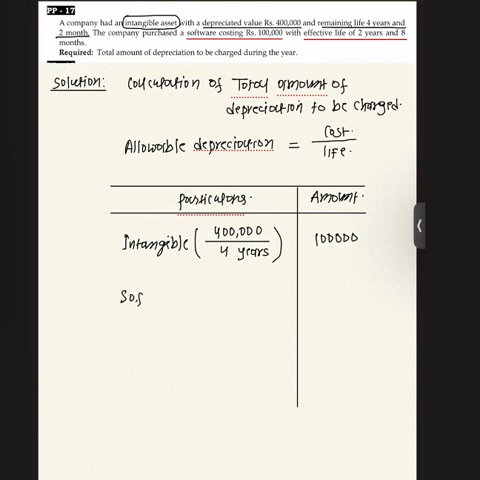 PP - 17
A company had an intangible asset with a depreciated value Rs. 400,000 and remaining life 4 years and
2 month. The company purchased a software costing Rs. 100,000 with effective life of 2 years and 8
months.
Required: Total amount of depreciation to be charged during the year.
Solution: Calculation of Total amount of
depreciation to be charged.
Allowable depreciation = Cost. / life.
Particulars. Amount.
Intangible ( 400,000 / 4 years ) 100000
Sof